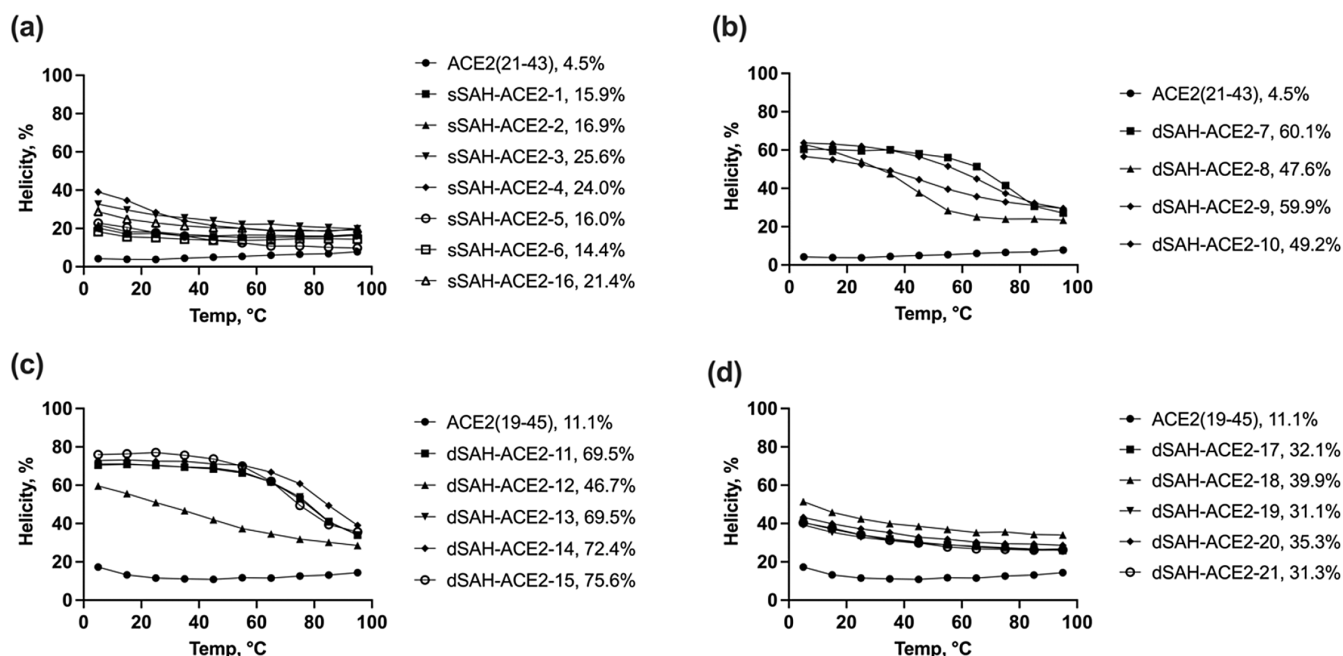 (a)
Helicity, %
100
80
60
40
20
0
0 20 40 60 80 100
Temp, °C
ACE2(21-43), 4.5%
sSAH-ACE2-1, 15.9%
sSAH-ACE2-2, 16.9%
sSAH-ACE2-3, 25.6%
sSAH-ACE2-4, 24.0%
sSAH-ACE2-5, 16.0%
sSAH-ACE2-6, 14.4%
sSAH-ACE2-16, 21.4%
(b)
Helicity, %
100
80
60
40
20
0
0 20 40 60 80 100
Temp, °C
ACE2(21-43), 4.5%
dSAH-ACE2-7, 60.1%
dSAH-ACE2-8, 47.6%
dSAH-ACE2-9, 59.9%
dSAH-ACE2-10, 49.2%
(c)
Helicity, %
100
80
60
40
20
0
0 20 40 60 80 100
Temp, °C
ACE2(19-45), 11.1%
dSAH-ACE2-11, 69.5%
dSAH-ACE2-12, 46.7%
dSAH-ACE2-13, 69.5%
dSAH-ACE2-14, 72.4%
dSAH-ACE2-15, 75.6%
(d)
Helicity, %
100
80
60
40
20
0
0 20 40 60 80 100
Temp, °C
ACE2(19-45), 11.1%
dSAH-ACE2-17, 32.1%
dSAH-ACE2-18, 39.9%
dSAH-ACE2-19, 31.1%
dSAH-ACE2-20, 35.3%
dSAH-ACE2-21, 31.3%